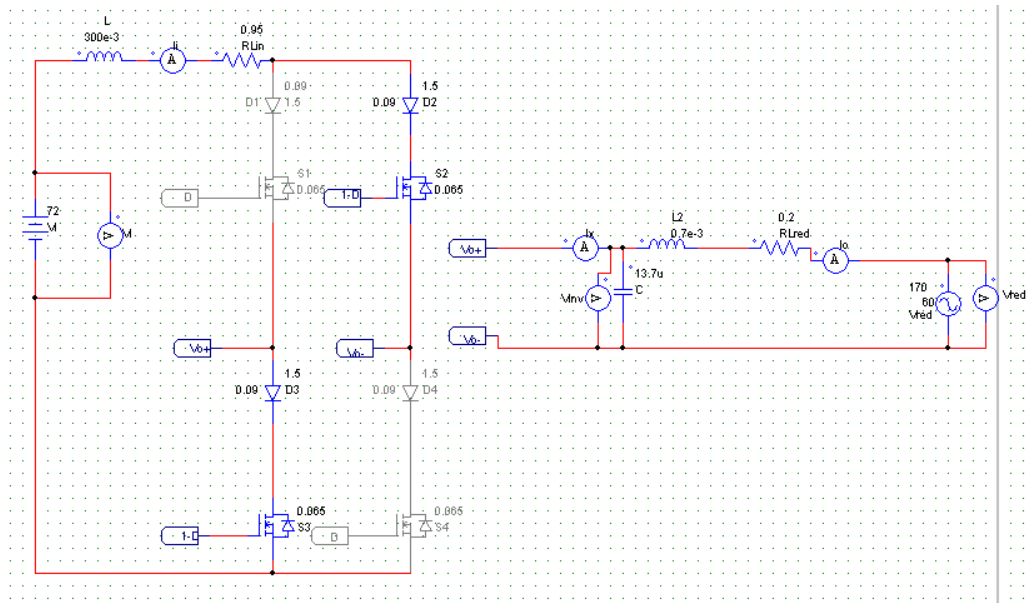 L
300e-3
Ii
A
0.95
RLin
0.09
D1
1.5
1.5
0.09
D2
S1
0.065
D
S2
0.065
1-D
72
Vi
V
Vi
Vo+
Vo-
1.5
0.09
D3
1.5
0.09
D4
0.065
S3
1-D
0.065
S4
D
Vo+
Ix
A
L2
0.7e-3
0.2
RLred
Io
A
13.7u
C
V
Vinv
Vo-
170
60
Vred
V
Vred